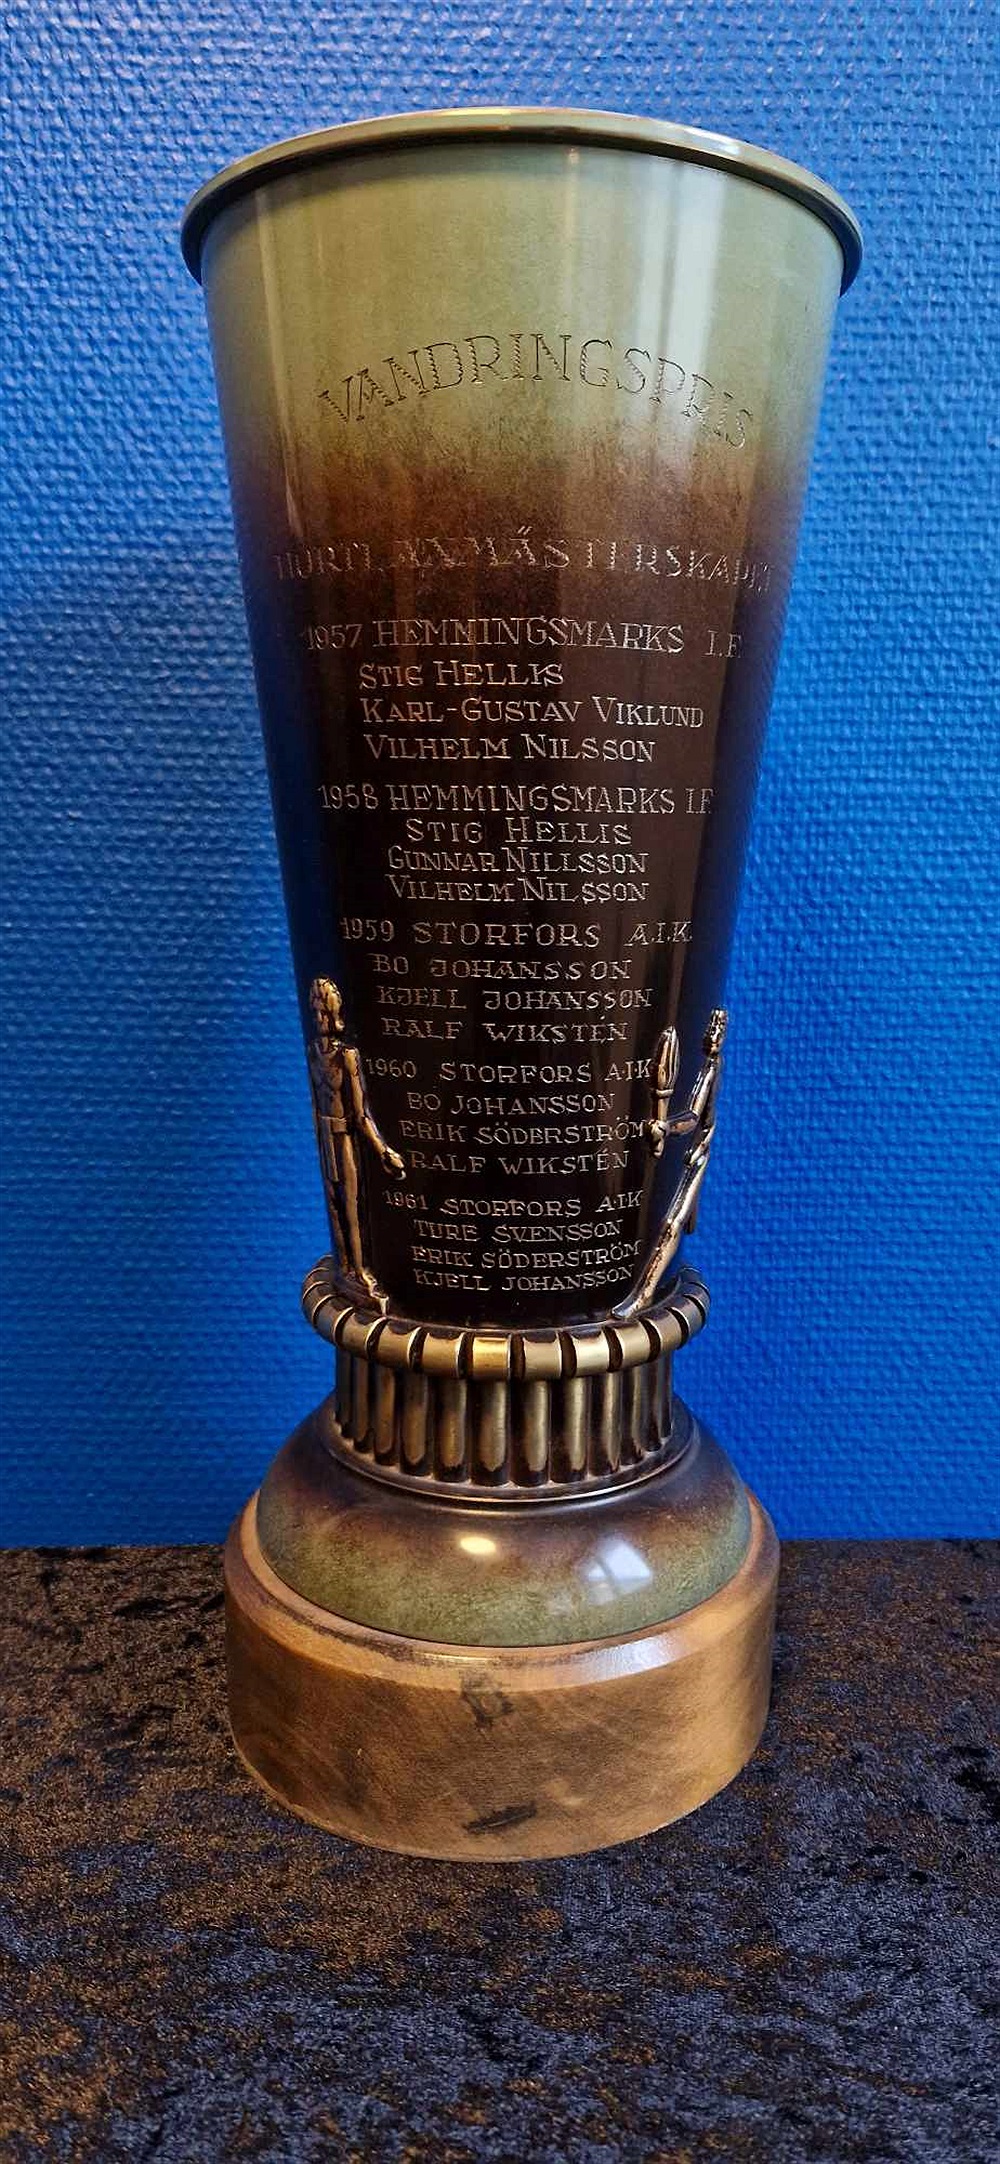 VANDRINGSPRIS
HORTLAXMÄSTERSKAPET
1957 HEMMINGSMARKS I.F.
STIG HELLIS
KARL-GUSTAV VIKLUND
VILHELM NILSSON
1958 HEMMINGSMARKS I.F
STIG HELLIS
GUNNAR NILLSSON
VILHELM NILSSON
1959 STORFORS A.I.K.
BO JOHANSSON
KJELL JOHANSSON
RALF WIKSTÉN
1960 STORFORS A·I·K
BO JOHANSSON
ERIK SÖDERSTRÖM
RALF WIKSTÉN
1961 STORFORS AIK
TURE SVENSSON
ERIK SÖDERSTRÖM
KJELL JOHANSSON